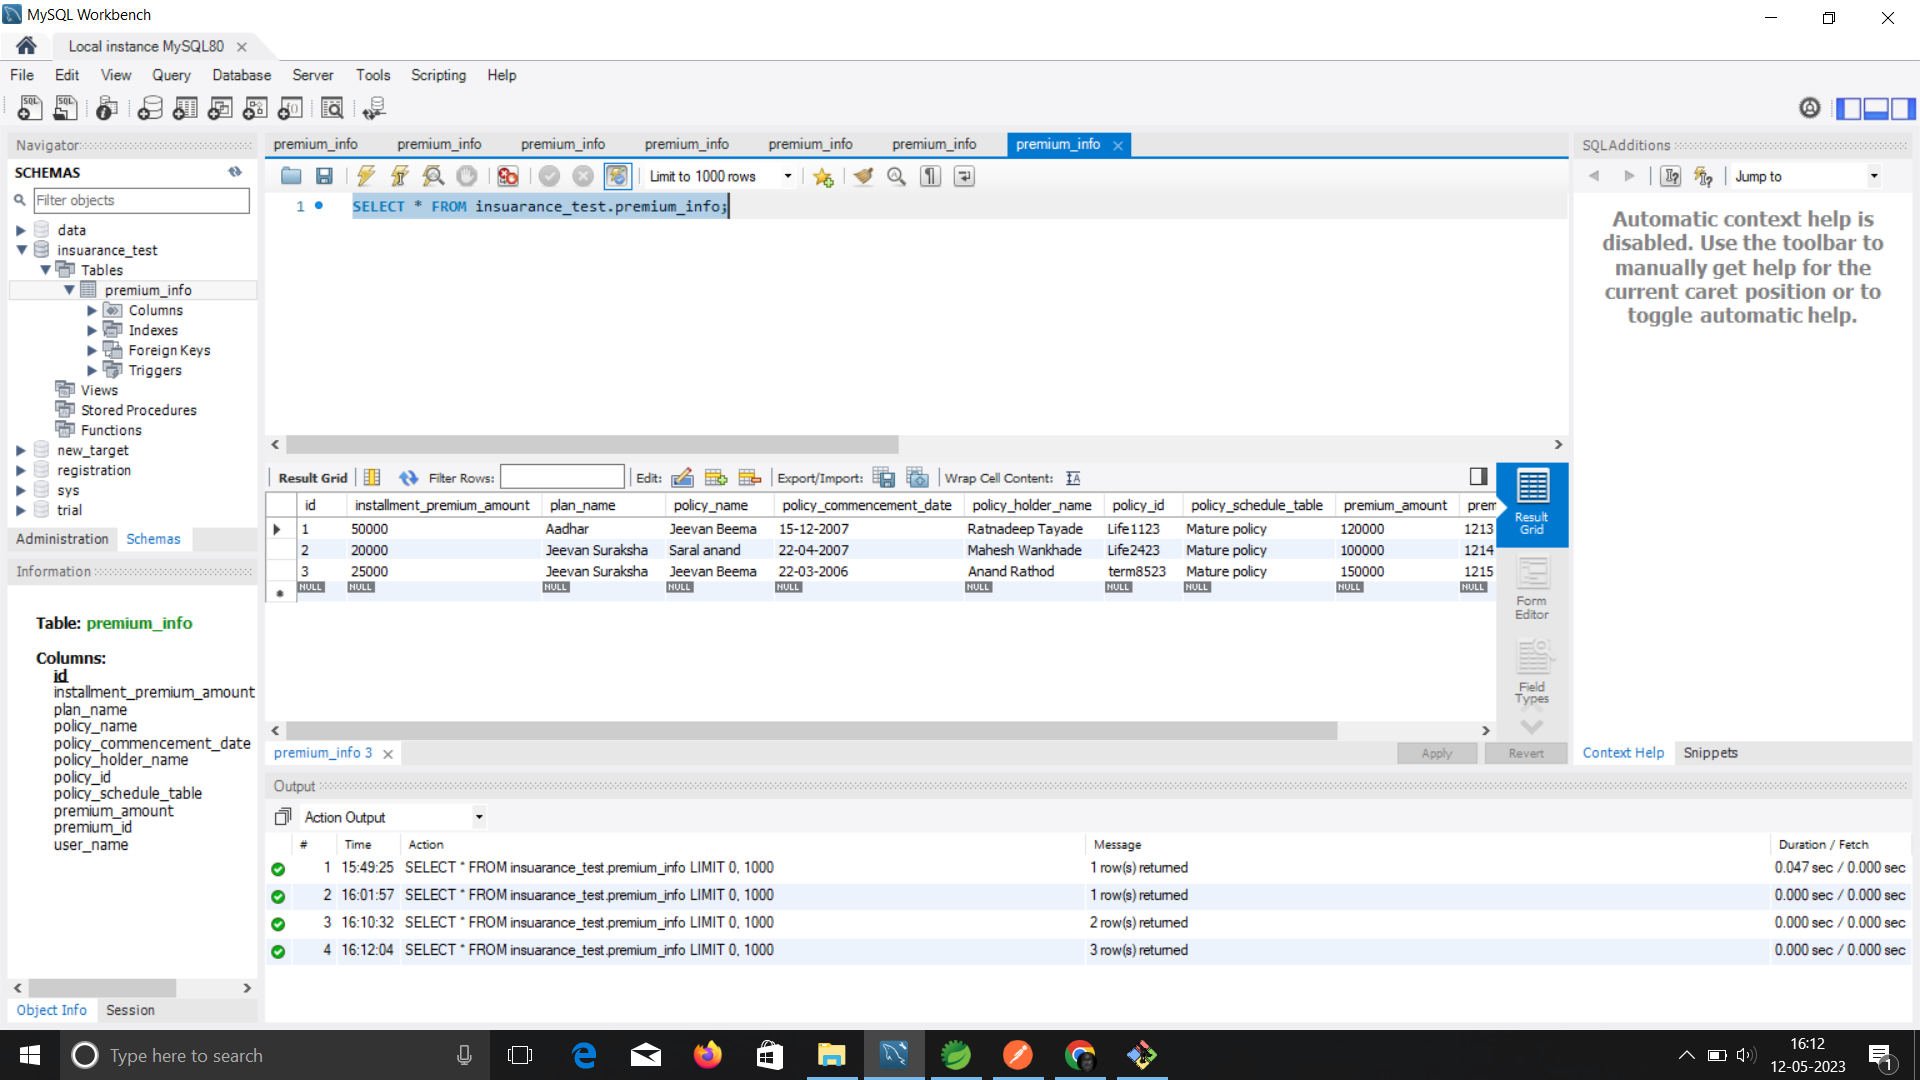 MySQL Workbench
Local instance MySQL80
File Edit View Query Database Server Tools Scripting Help
Navigator
SCHEMAS
Filter objects
data
insuarance_test
Tables
premium_info
Columns
Indexes
Foreign Keys
Triggers
Views
Stored Procedures
Functions
new_target
registration
sys
trial
Administration Schemas
Information
Table: premium_info
Columns:
id
installment_premium_amount
plan_name
policy_name
policy_commencement_date
policy_holder_name
policy_id
policy_schedule_table
premium_amount
premium_id
user_name
Object Info Session
premium_info premium_info premium_info premium_info premium_info premium_info premium_info
Limit to 1000 rows
1 SELECT * FROM insuarance_test.premium_info;
Result Grid Filter Rows: Edit: Export/Import: Wrap Cell Content:
id installment_premium_amount plan_name policy_name policy_commencement_date policy_holder_name policy_id policy_schedule_table premium_amount prem
1 50000 Aadhar Jeevan Beema 15-12-2007 Ratnadeep Tayade Life1123 Mature policy 120000 1213
2 20000 Jeevan Suraksha Saral anand 22-04-2007 Mahesh Wankhade Life2423 Mature policy 100000 1214
3 25000 Jeevan Suraksha Jeevan Beema 22-03-2006 Anand Rathod term8523 Mature policy 150000 1215
NULL NULL NULL NULL NULL NULL NULL NULL NULL NULL
Result
Grid
Form
Editor
Field
Types
premium_info 3
Apply Revert
SQLAdditions
Jump to
Automatic context help is
disabled. Use the toolbar to
manually get help for the
current caret position or to
toggle automatic help.
Context Help Snippets
Output
Action Output
# Time Action Message Duration / Fetch
1 15:49:25 SELECT * FROM insuarance_test.premium_info LIMIT 0, 1000 1 row(s) returned 0.047 sec / 0.000 sec
2 16:01:57 SELECT * FROM insuarance_test.premium_info LIMIT 0, 1000 1 row(s) returned 0.000 sec / 0.000 sec
3 16:10:32 SELECT * FROM insuarance_test.premium_info LIMIT 0, 1000 2 row(s) returned 0.000 sec / 0.000 sec
4 16:12:04 SELECT * FROM insuarance_test.premium_info LIMIT 0, 1000 3 row(s) returned 0.000 sec / 0.000 sec
Type here to search
16:12
12-05-2023
1